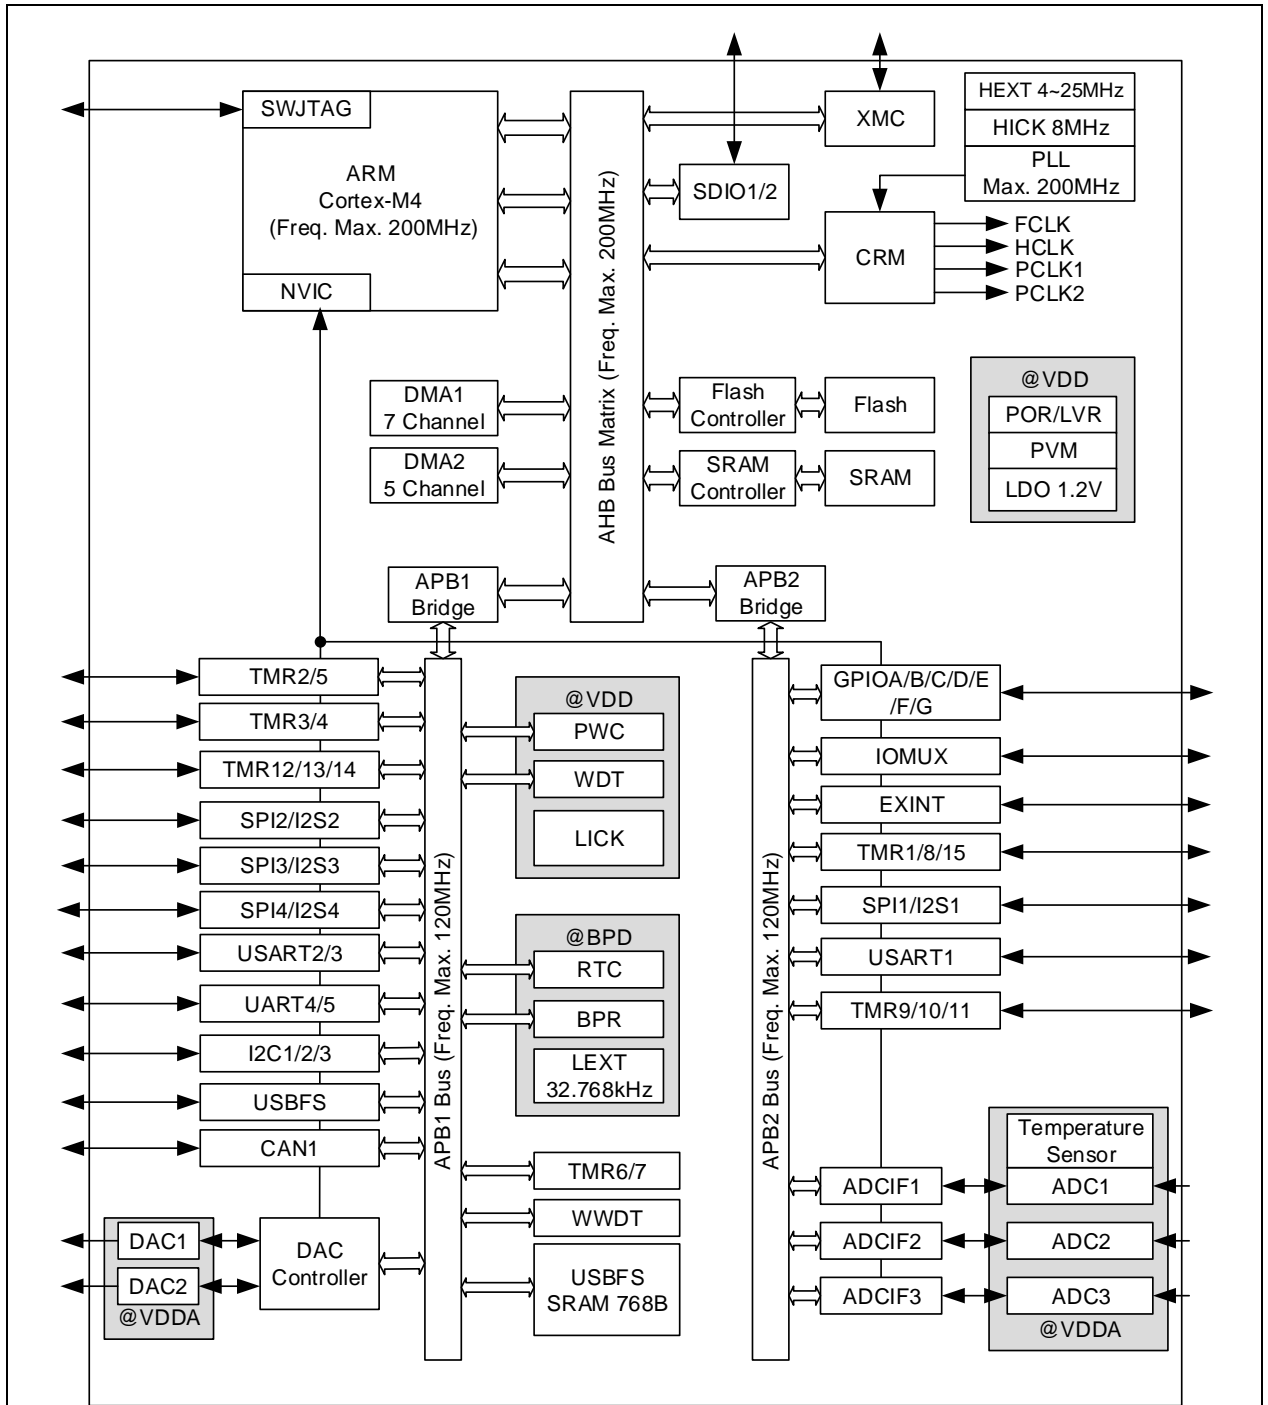 SWJTAG
ARM
Cortex-M4
(Freq. Max. 200MHz)
NVIC
AHB Bus Matrix (Freq. Max. 200MHz)
XMC
SDIO1/2
HEXT 4~25MHz
HICK 8MHz
PLL
Max. 200MHz
CRM
FCLK
HCLK
PCLK1
PCLK2
DMA1
7 Channel
DMA2
5 Channel
Flash
Controller
Flash
SRAM
Controller
SRAM
@VDD
POR/LVR
PVM
LDO 1.2V
APB1
Bridge
APB2
Bridge
TMR2/5
TMR3/4
TMR12/13/14
SPI2/I2S2
SPI3/I2S3
SPI4/I2S4
USART2/3
UART4/5
I2C1/2/3
USBFS
CAN1
DAC1
DAC2
@VDDA
DAC
Controller
APB1 Bus (Freq. Max. 120MHz)
@VDD
PWC
WDT
LICK
@BPD
RTC
BPR
LEXT
32.768kHz
TMR6/7
WWDT
USBFS
SRAM 768B
APB2 Bus (Freq. Max. 120MHz)
GPIOA/B/C/D/E
/F/G
IOMUX
EXINT
TMR1/8/15
SPI1/I2S1
USART1
TMR9/10/11
ADCIF1
ADCIF2
ADCIF3
Temperature
Sensor
ADC1
ADC2
ADC3
@VDDA